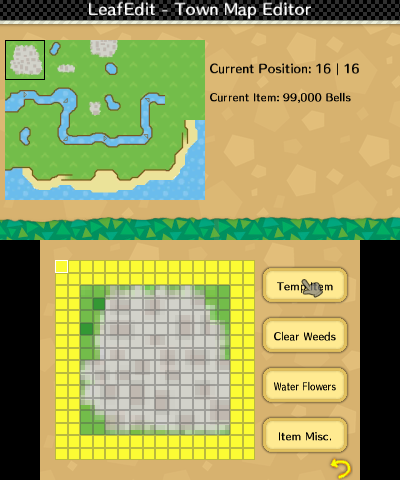 LeafEdit - Town Map Editor
Current Position: 16 | 16
Current Item: 99,000 Bells
Temp Item
Clear Weeds
Water Flowers
Item Misc.